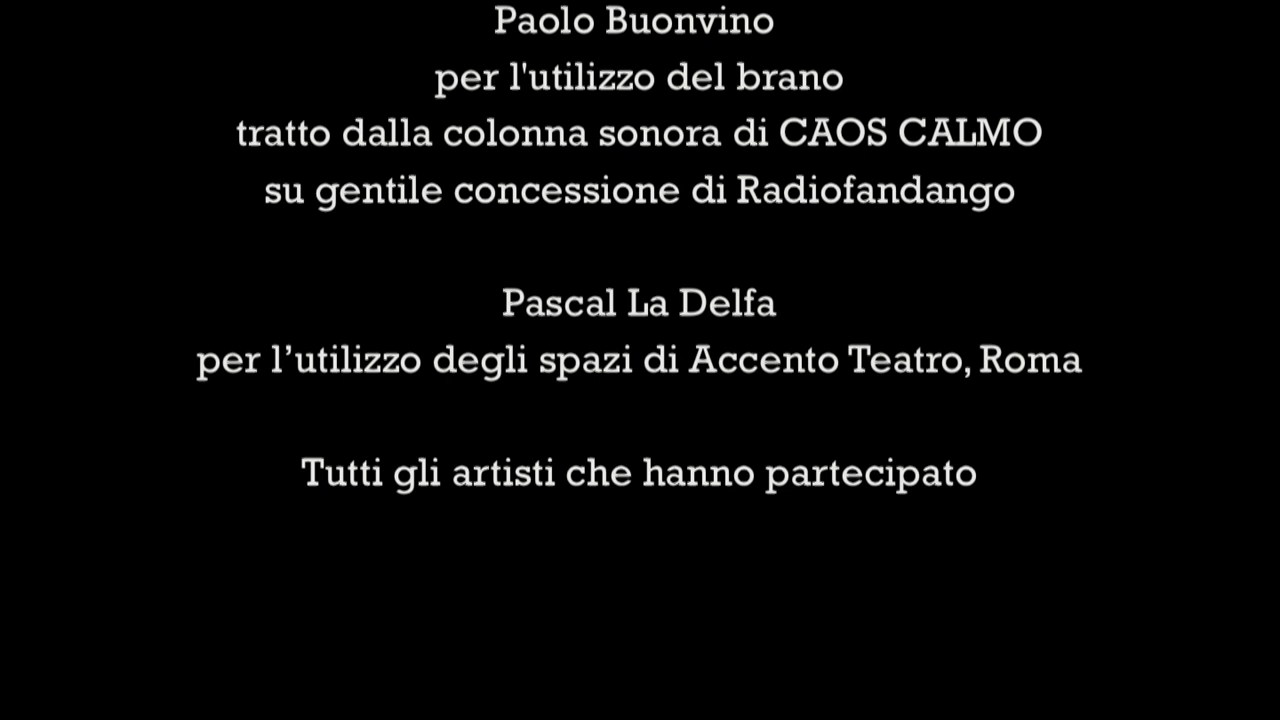 Paolo Buonvino
per l'utilizzo del brano
tratto dalla colonna sonora di CAOS CALMO
su gentile concessione di Radiofandango
Pascal La Delfa
per l’utilizzo degli spazi di Accento Teatro, Roma
Tutti gli artisti che hanno partecipato